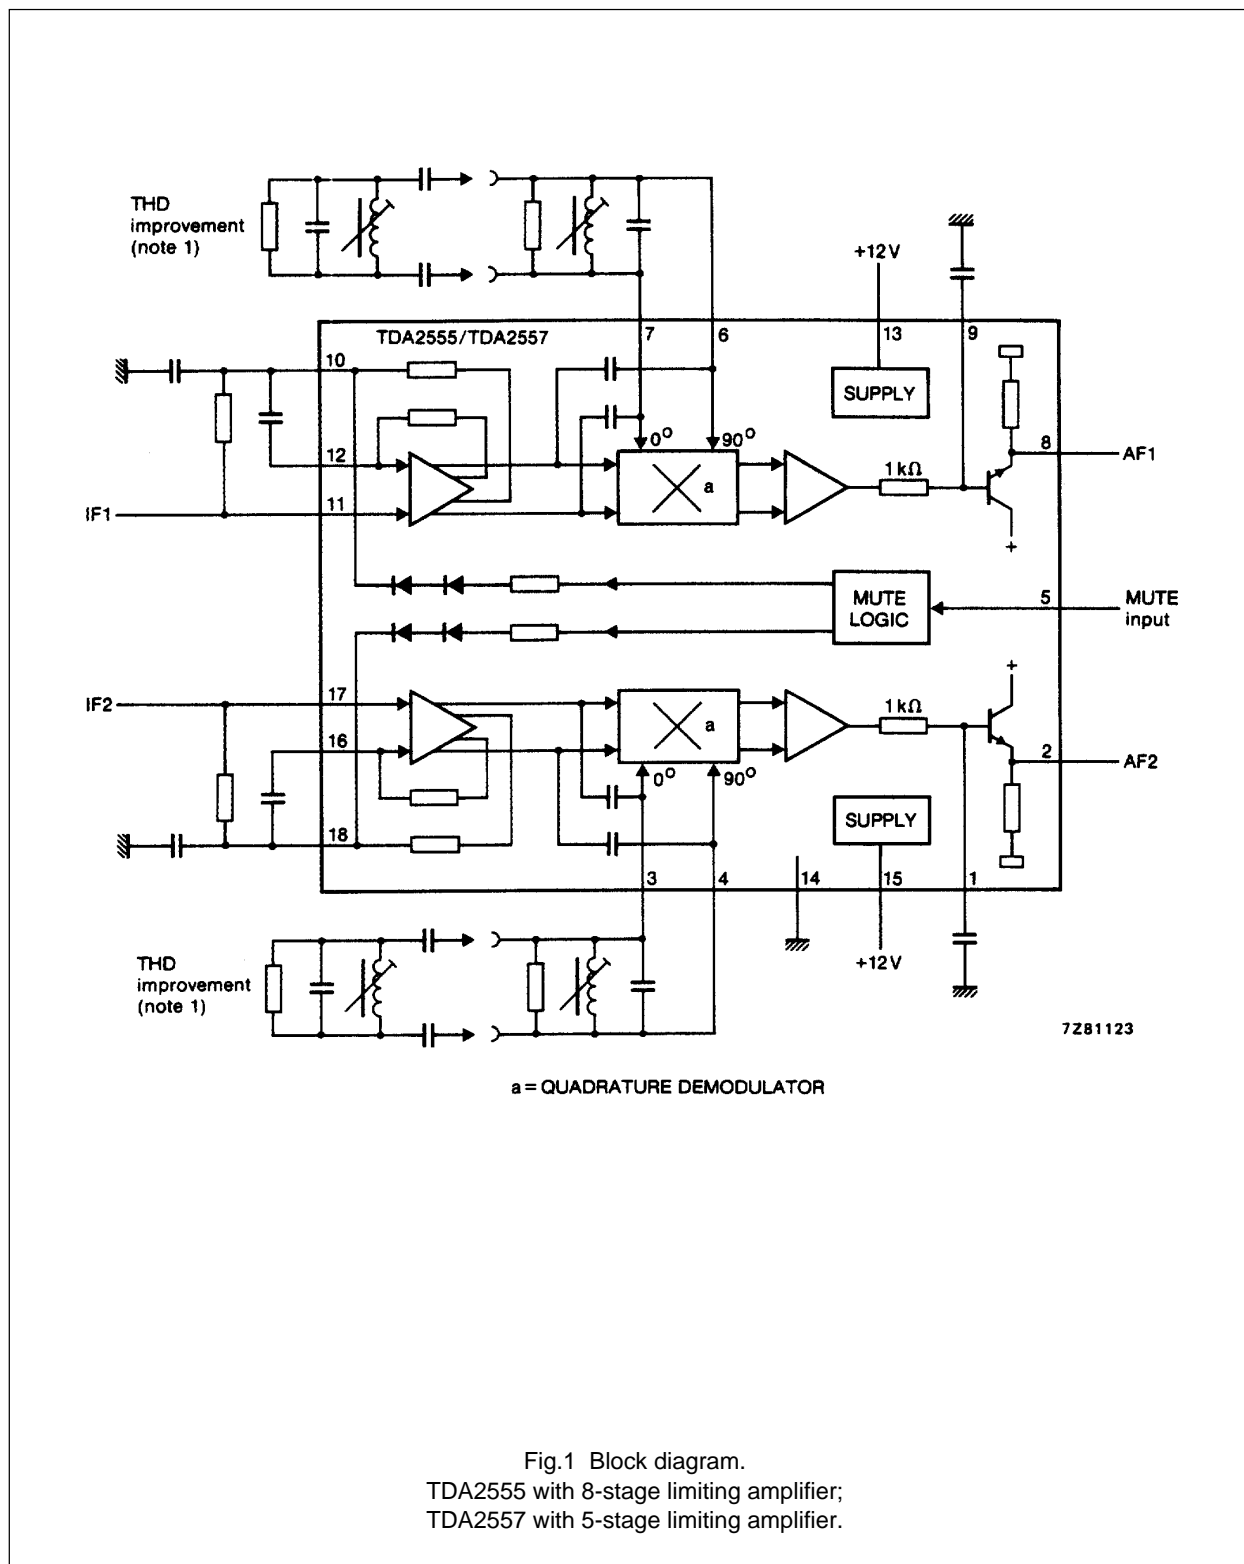 THD
improvement
(note 1)
+12V
TDA2555/TDA2557
7
6
13
9
10
SUPPLY
0°
90°
8
AF1
12
1 kΩ
a
11
IF1
MUTE
LOGIC
5
MUTE
input
IF2
17
a
1 kΩ
16
2
AF2
0°
90°
18
SUPPLY
3
4
14
15
1
THD
improvement
(note 1)
+12V
7Z81123
a = QUADRATURE DEMODULATOR
Fig.1 Block diagram.
TDA2555 with 8-stage limiting amplifier;
TDA2557 with 5-stage limiting amplifier.